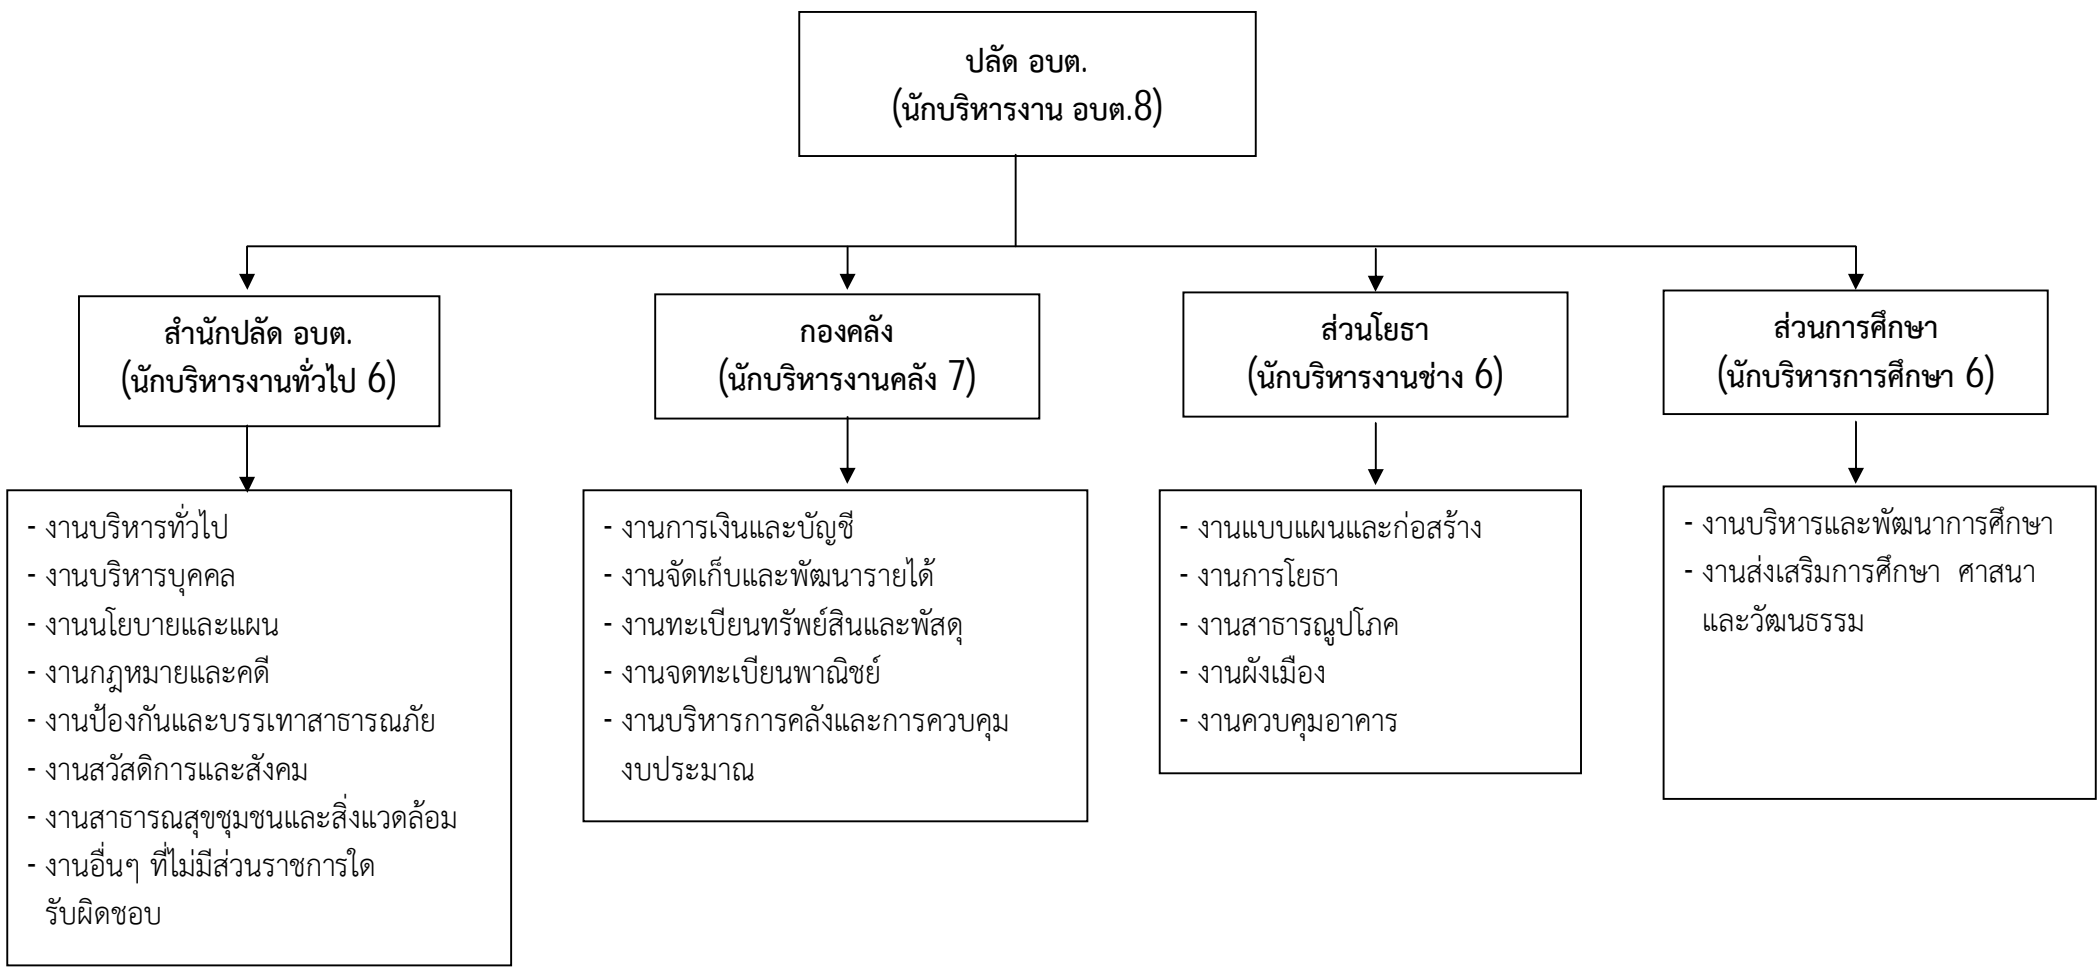 ปลัด อบต.
(นักบริหารงาน อบต.8)
สำนักปลัด อบต.
(นักบริหารงานทั่วไป 6)
กองคลัง
(นักบริหารงานคลัง 7)
ส่วนโยธา
(นักบริหารงานช่าง 6)
ส่วนการศึกษา
(นักบริหารการศึกษา 6)
- งานบริหารทั่วไป
- งานบริหารบุคคล
- งานนโยบายและแผน
- งานกฎหมายและคดี
- งานป้องกันและบรรเทาสาธารณภัย
- งานสวัสดิการและสังคม
- งานสาธารณสุขชุมชนและสิ่งแวดล้อม
- งานอื่นๆ ที่ไม่มีส่วนราชการใด
รับผิดชอบ
- งานการเงินและบัญชี
- งานจัดเก็บและพัฒนารายได้
- งานทะเบียนทรัพย์สินและพัสดุ
- งานจดทะเบียนพาณิชย์
- งานบริหารการคลังและการควบคุม
งบประมาณ
- งานแบบแผนและก่อสร้าง
- งานการโยธา
- งานสาธารณูปโภค
- งานผังเมือง
- งานควบคุมอาคาร
- งานบริหารและพัฒนาการศึกษา
- งานส่งเสริมการศึกษา ศาสนา
และวัฒนธรรม